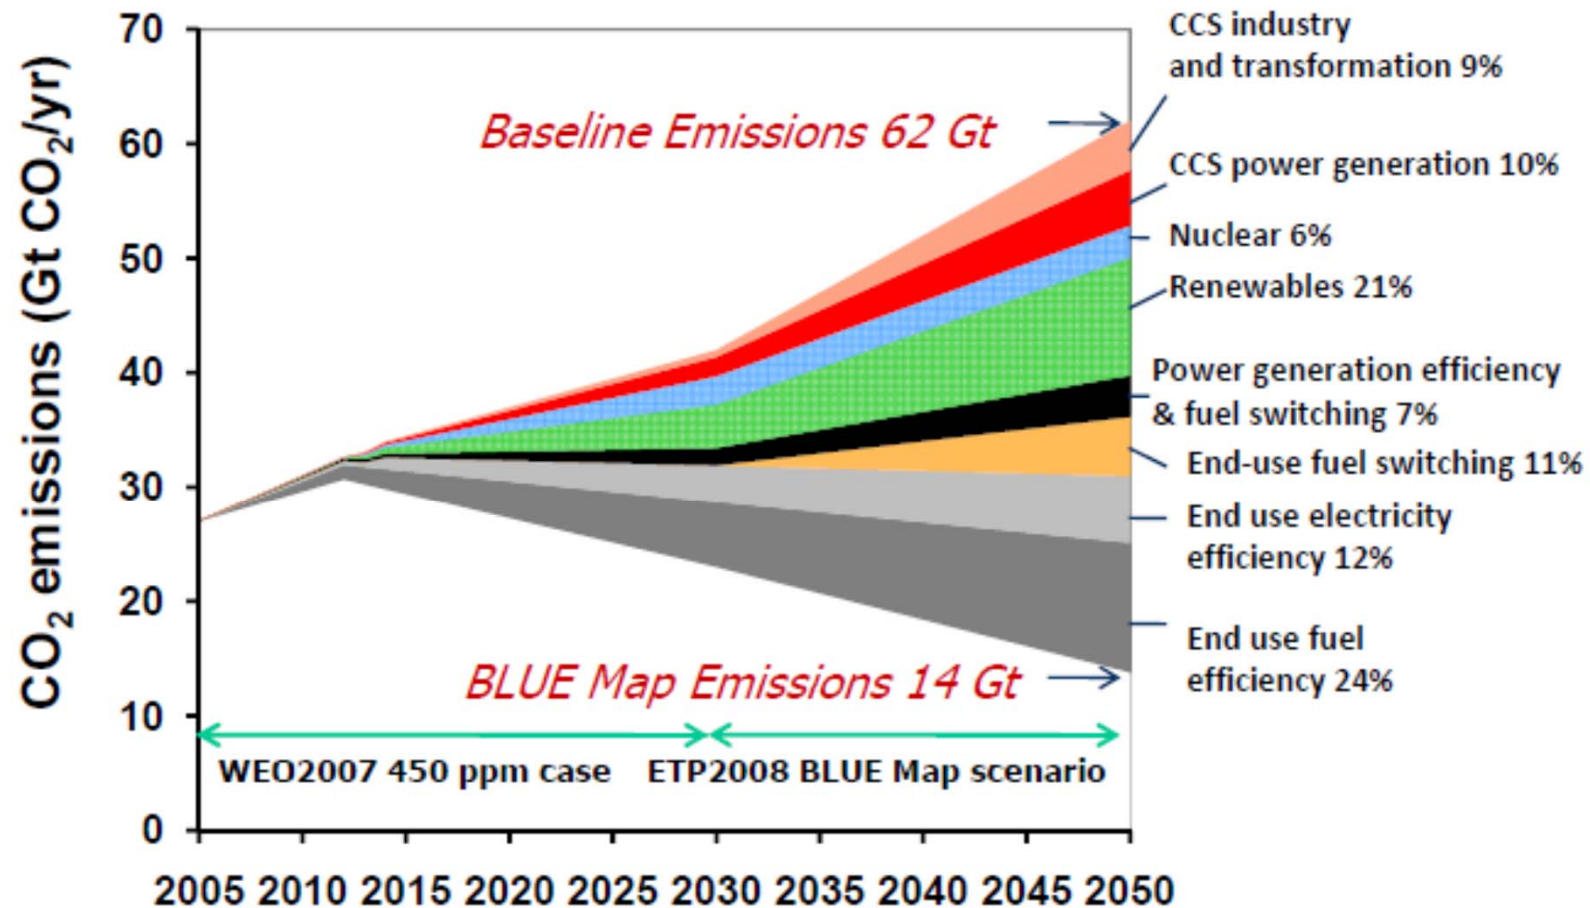 CO2 emissions (Gt CO2/yr)
70
60
50
40
30
20
10
0
2005 2010 2015 2020 2025 2030 2035 2040 2045 2050
Baseline Emissions 62 Gt
BLUE Map Emissions 14 Gt
WEO2007 450 ppm case
ETP2008 BLUE Map scenario
CCS industry
and transformation 9%
CCS power generation 10%
Nuclear 6%
Renewables 21%
Power generation efficiency
& fuel switching 7%
End-use fuel switching 11%
End use electricity
efficiency 12%
End use fuel
efficiency 24%